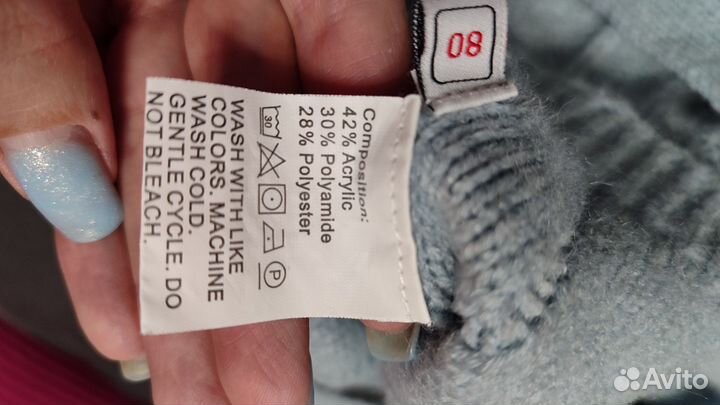 08
Composition:
42% Acrylic
30% Polyamide
28% Polyester
30
P
WASH WITH LIKE
COLORS. MACHINE
WASH COLD.
GENTLE CYCLE. DO
NOT BLEACH.
Avito